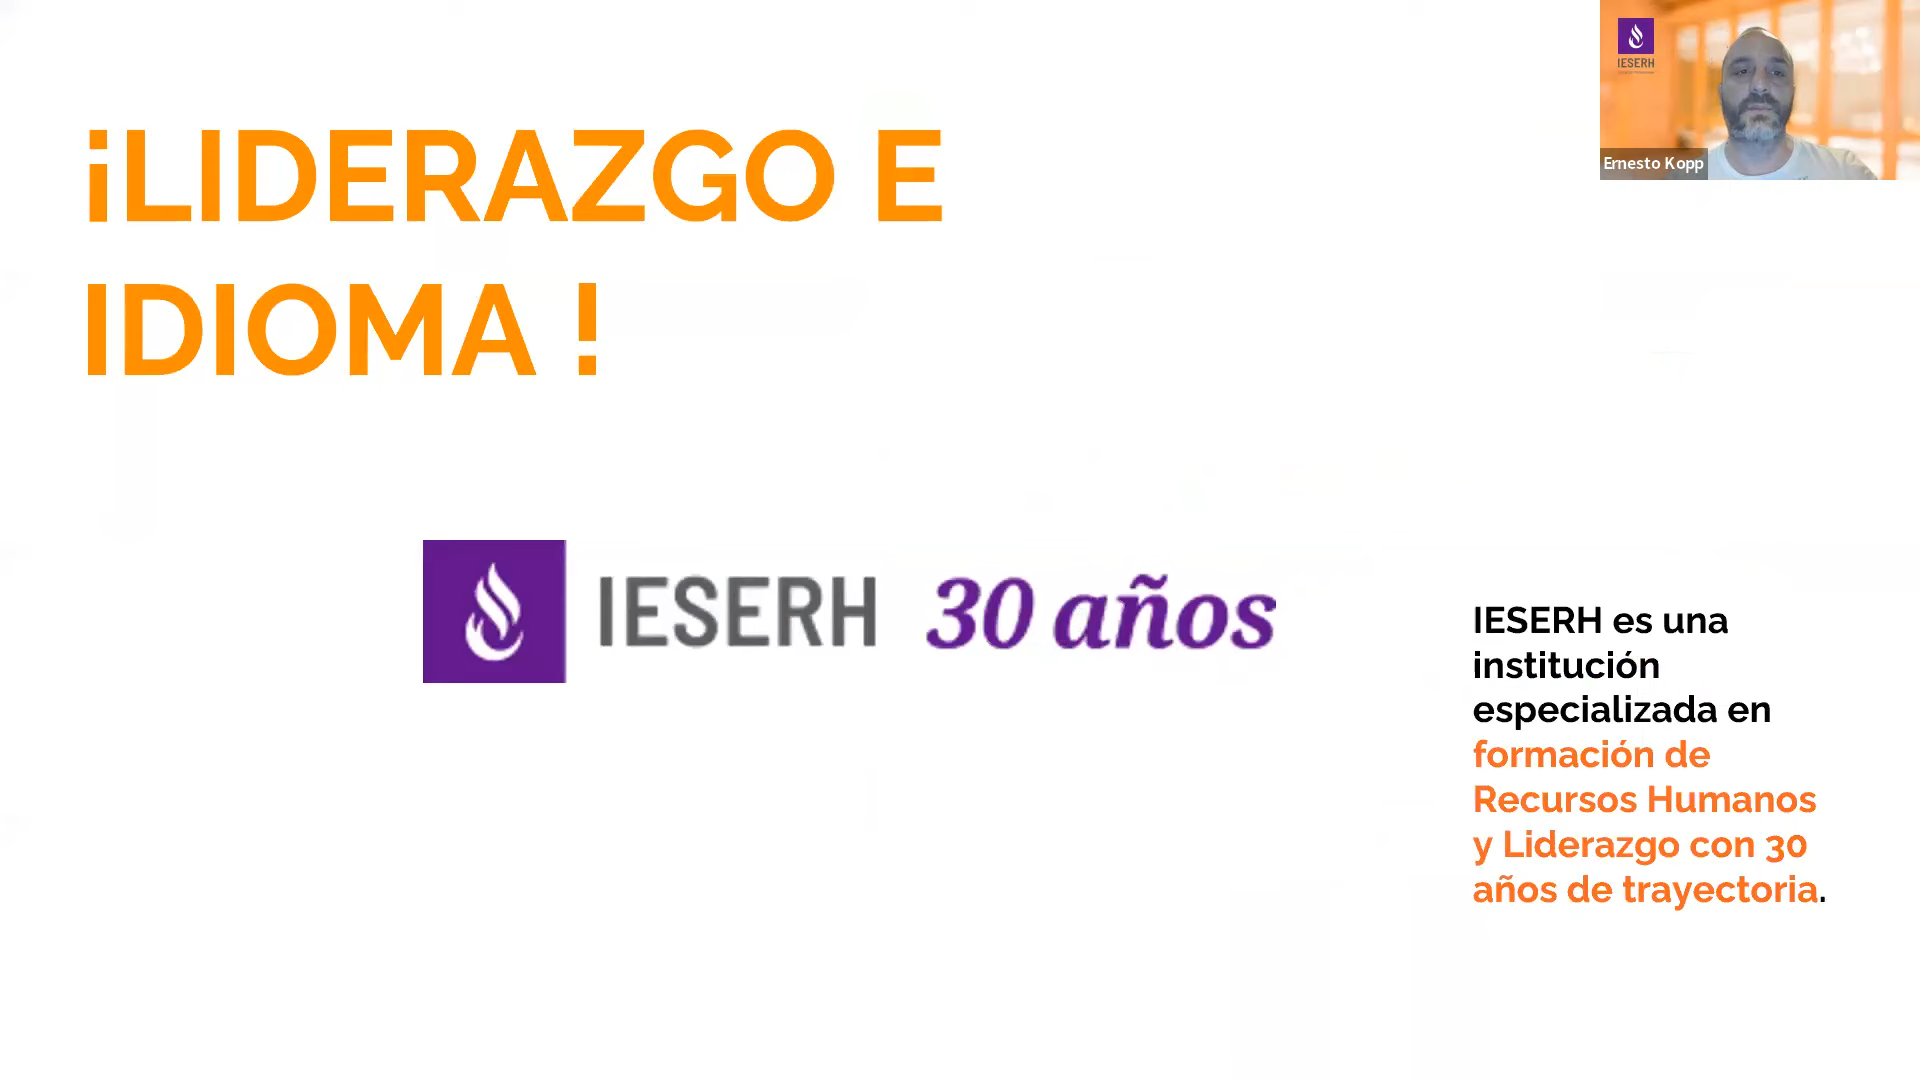 ¡LIDERAZGO E
IDIOMA !
IESERH
Ernesto Kopp
IESERH 30 años
IESERH es una
institución
especializada en
formación de
Recursos Humanos
y Liderazgo con 30
años de trayectoria.